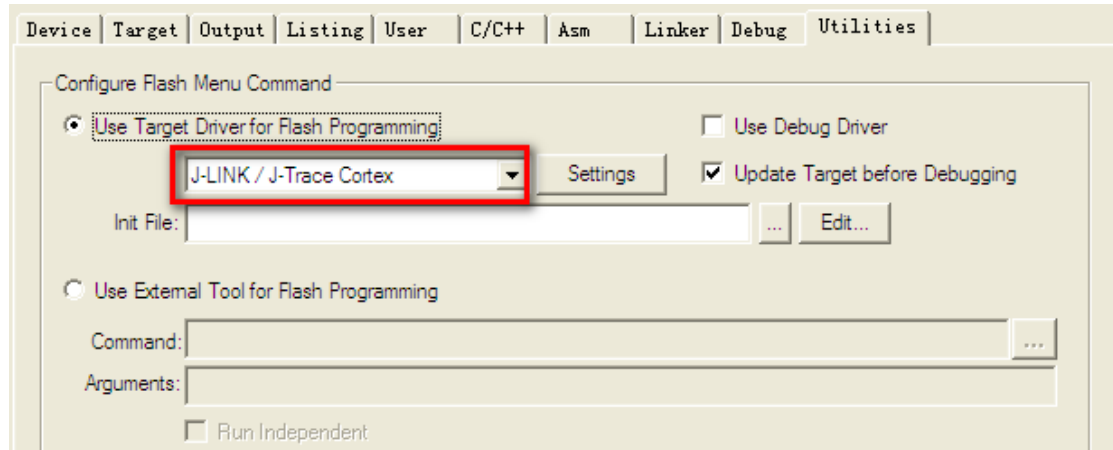 Device Target Output Listing User C/C++ Asm Linker Debug Utilities
Configure Flash Menu Command
Use Target Driver for Flash Programming Use Debug Driver
J-LINK / J-Trace Cortex Settings Update Target before Debugging
Init File: ... Edit...
Use External Tool for Flash Programming
Command: ...
Arguments:
Run Independent